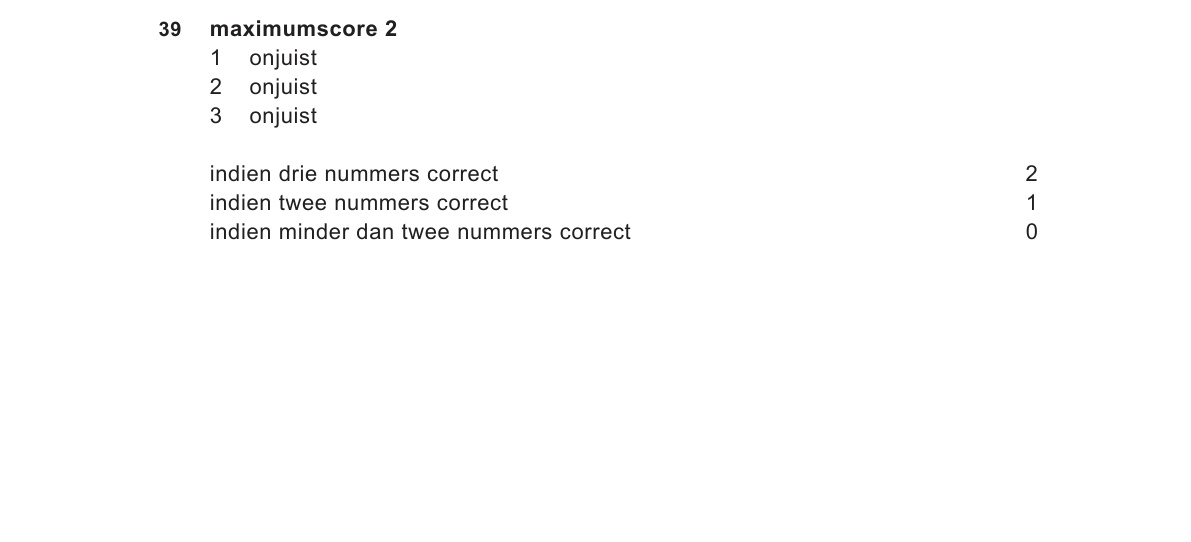 39 maximumscore 2
1 onjuist
2 onjuist
3 onjuist
indien drie nummers correct 2
indien twee nummers correct 1
indien minder dan twee nummers correct 0